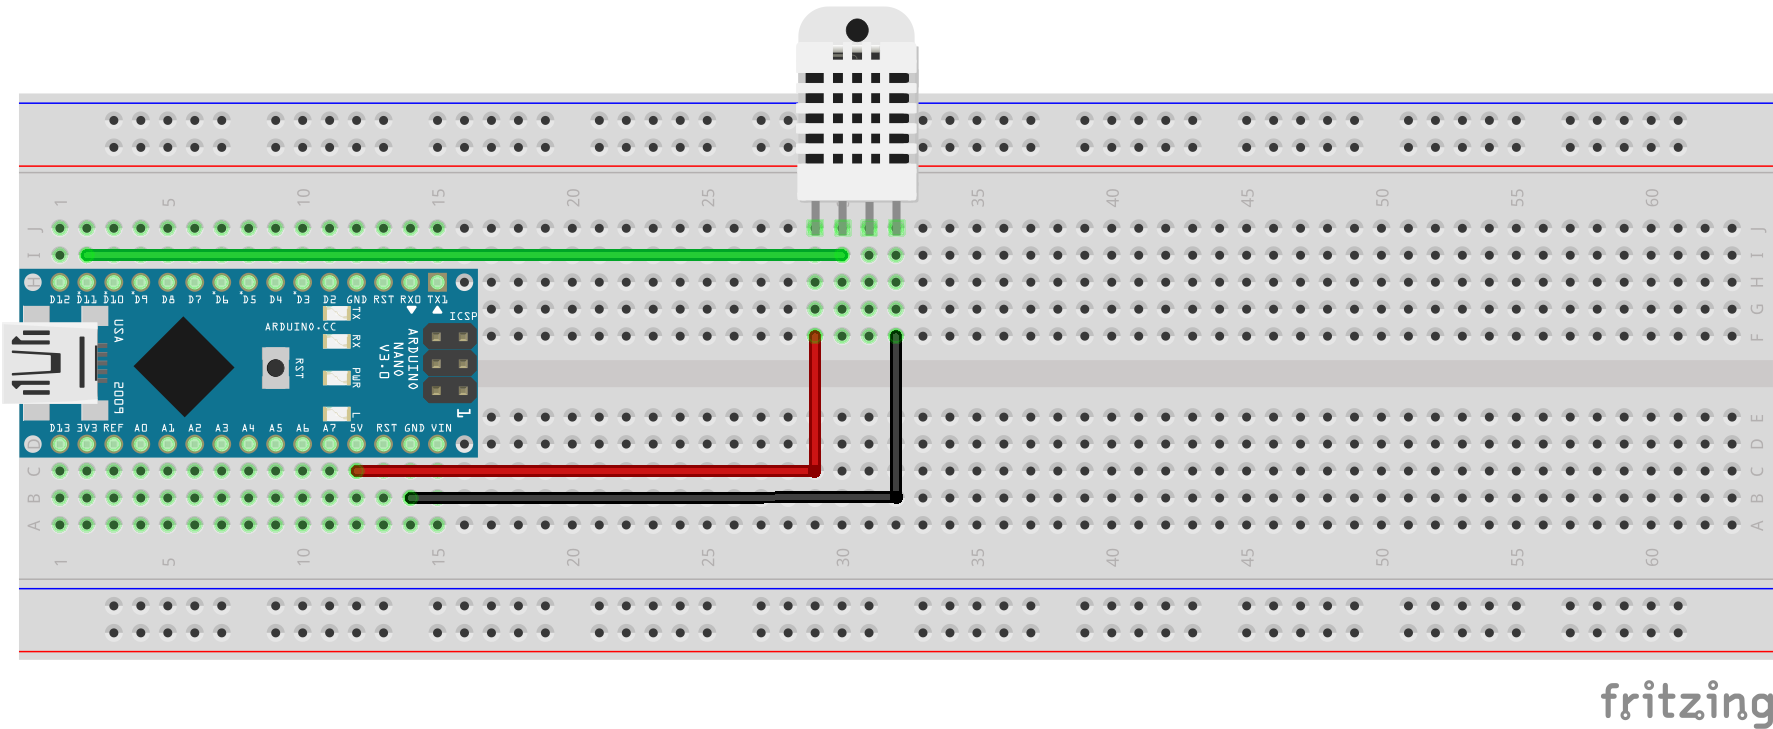 1 5 10 15 20 25 30 35 40 45 50 55 60
J J
I I
H H
G
F
D12 D11 D10 D9 D8 D7 D6 D5 D4 D3 D2 GND RST RX0 TX1
USA
2009
ARDUINO.CC
RST
TX
RX
PWR
L
ICSP
ARDUINO
NANO
V3.0
1
D13 3V3 REF A0 A1 A2 A3 A4 A5 A6 A7 5V RST GND VIN
E
D D
C C
B B
A A
1 5 10 15 20 25 30 35 40 45 50 55 60
fritzing